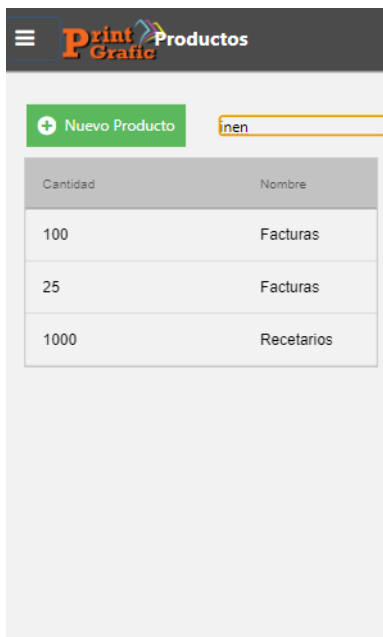 Print
Grafic
Productos
Nuevo Producto
inen
Cantidad Nombre
100 Facturas
25 Facturas
1000 Recetarios